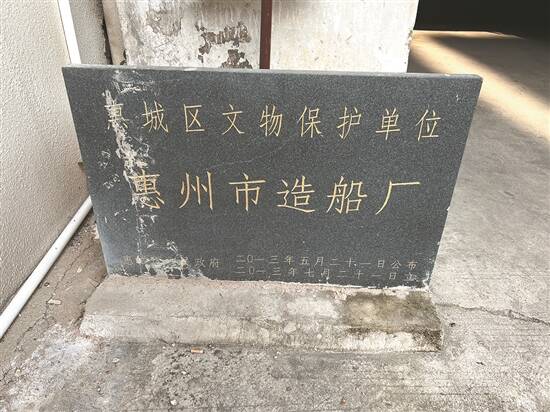 惠城区文物保护单位
惠州市造船厂
惠 政府 二〇一三年五月二十一日公布
二〇一三年七月二十一日立